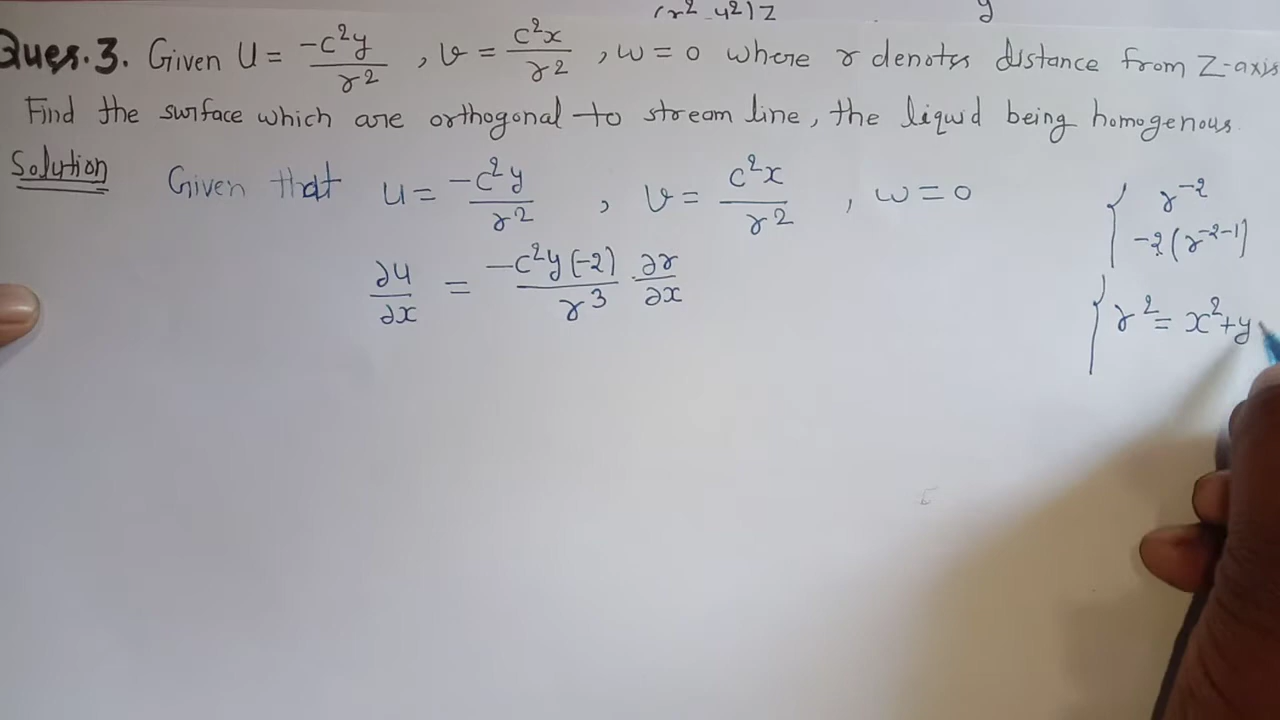 (x² y²)z y
Ques.3. Given U = -c²y/r² , v = c²x/r² , w = 0 where r denotes distance from Z-axis
Find the surface which are orthogonal to stream line, the liquid being homogenous.
Solution Given that u = -c²y/r² , v = c²x/r² , w = 0
{ r⁻²
-2(r⁻²⁻¹)
∂u/∂x = -c²y(-2)/r³ . ∂r/∂x
{ r² = x²+y